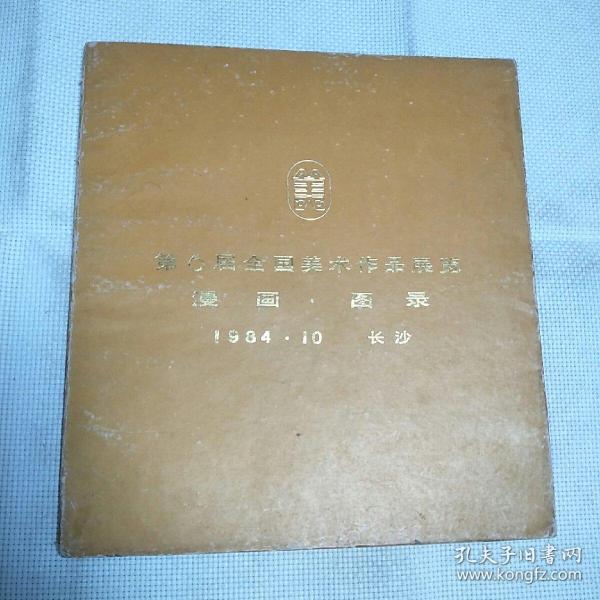 第六届全国美术作品展览
漫画·图录
1984·10 长沙
孔夫子旧书网
www.kongfz.com